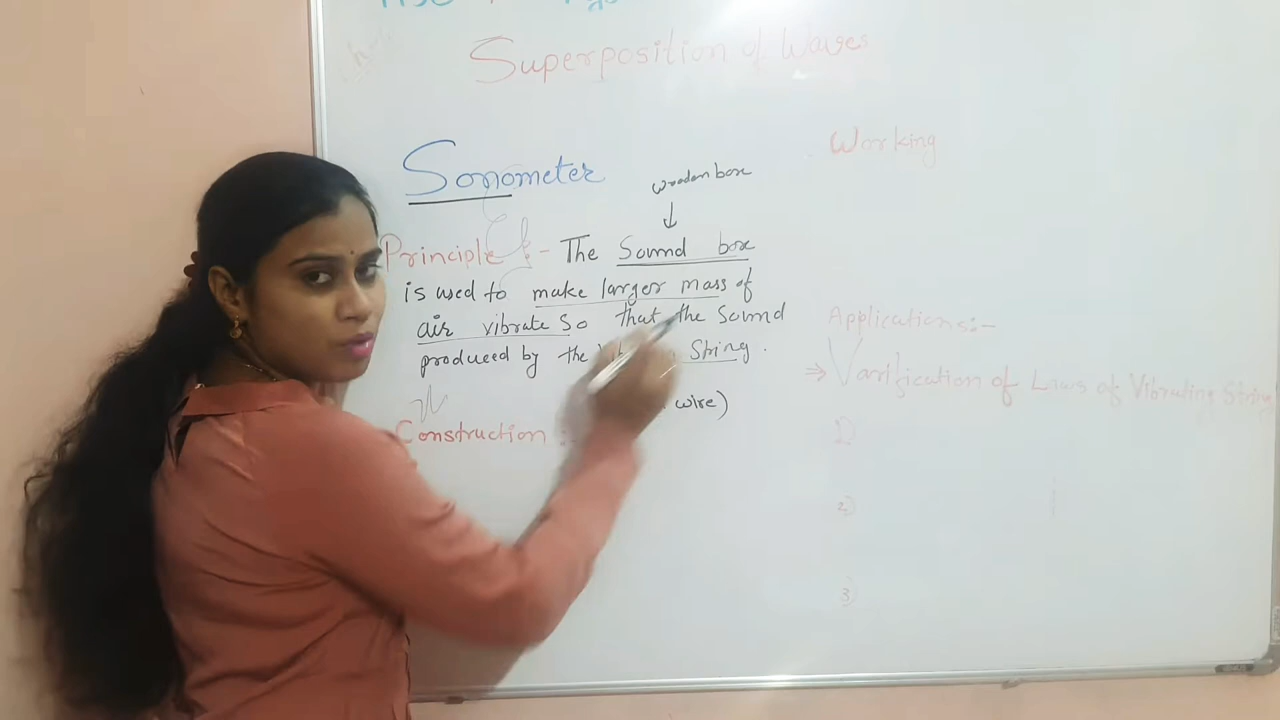 HSC
Superposition of Waves
Sonometer
wooden box
Principle :- The Sound box
is used to make larger mass of
air vibrate So that the Sound
produced by the String.
wire)
Construction :-
Working
Applications:-
⇒ Varification of Laws of Vibrating String
1)
2)
3)